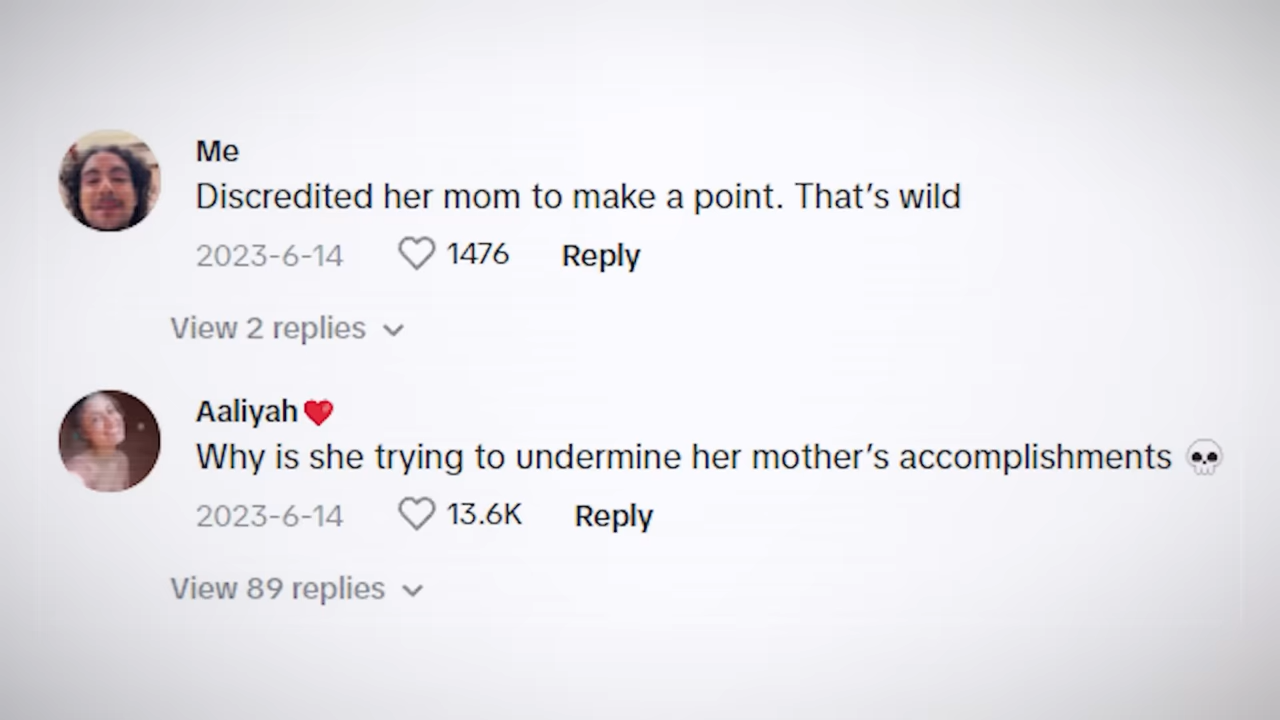 Me
Discredited her mom to make a point. That's wild
2023-6-14 1476 Reply
View 2 replies
Aaliyah❤️
Why is she trying to undermine her mother's accomplishments 💀
2023-6-14 13.6K Reply
View 89 replies